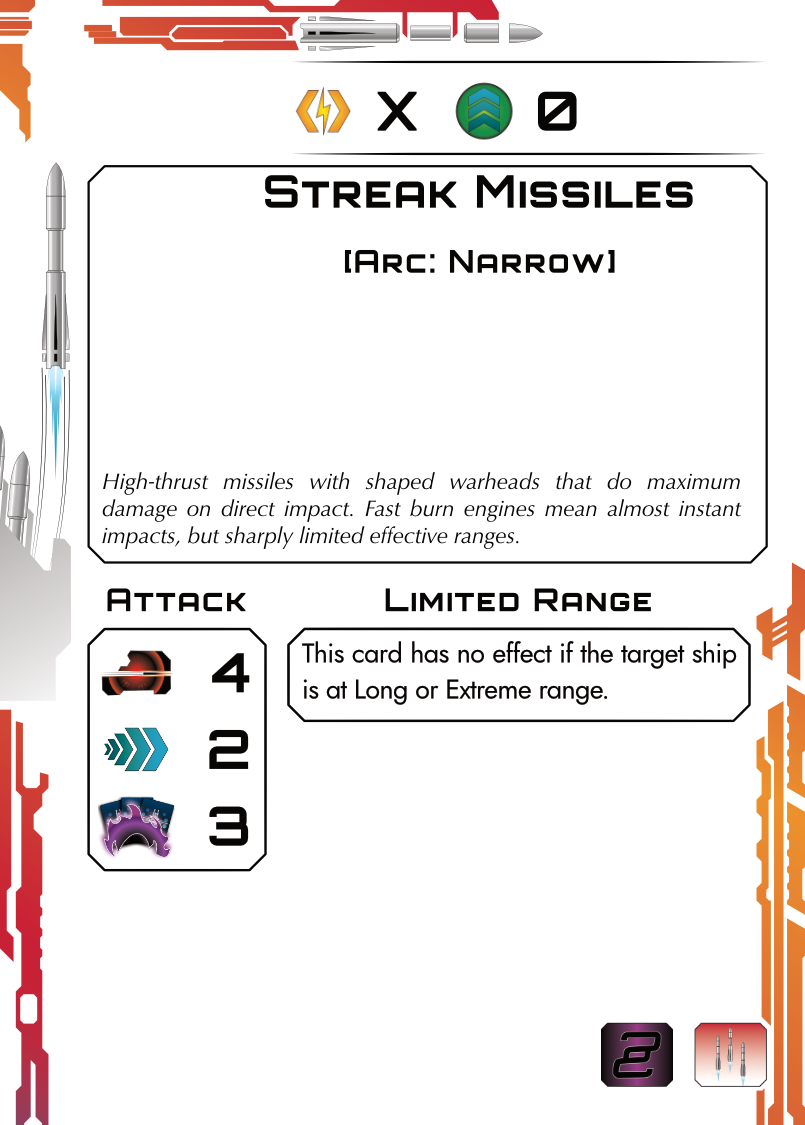 X 0
Streak Missiles
[Arc: Narrow]
High-thrust missiles with shaped warheads that do maximum
damage on direct impact. Fast burn engines mean almost instant
impacts, but sharply limited effective ranges.
Attack
4
2
3
Limited Range
This card has no effect if the target ship
is at Long or Extreme range.
2